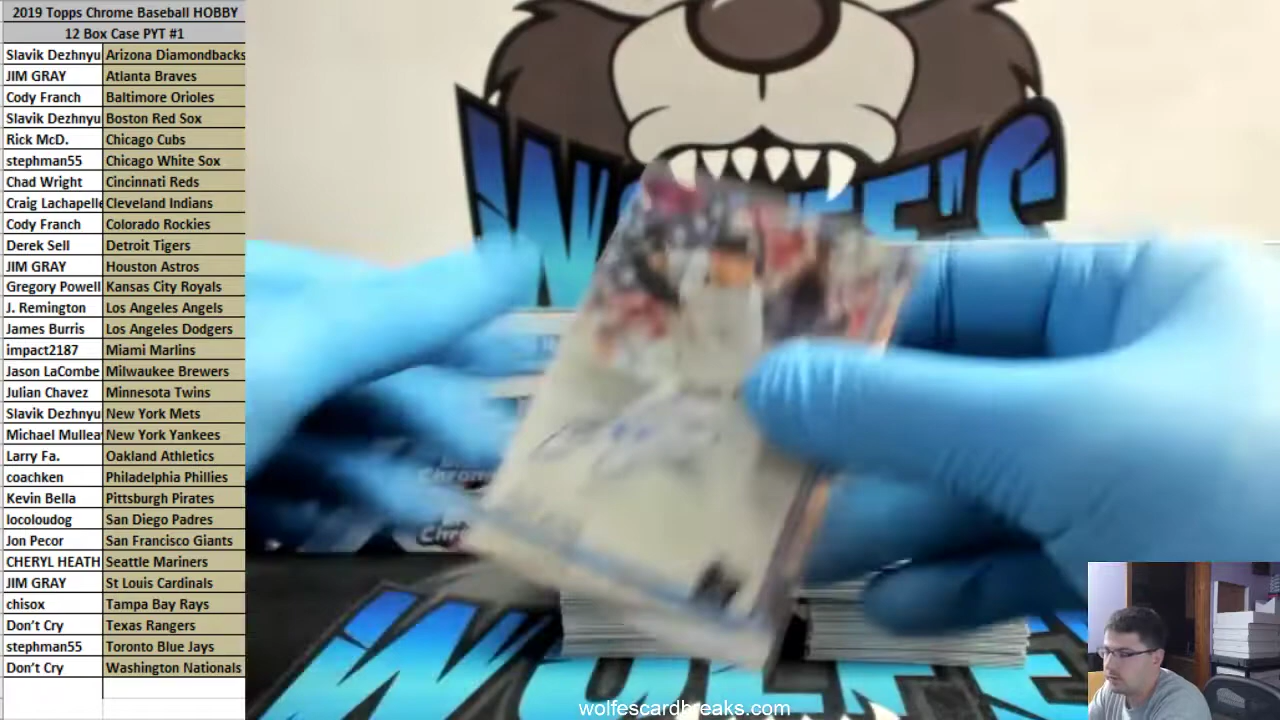 2019 Topps Chrome Baseball HOBBY
12 Box Case PYT #1
Slavik Dezhnyu Arizona Diamondbacks
JIM GRAY Atlanta Braves
Cody Franch Baltimore Orioles
Slavik Dezhnyu Boston Red Sox
Rick McD. Chicago Cubs
stephman55 Chicago White Sox
Chad Wright Cincinnati Reds
Craig Lachapelle Cleveland Indians
Cody Franch Colorado Rockies
Derek Sell Detroit Tigers
JIM GRAY Houston Astros
Gregory Powell Kansas City Royals
J. Remington Los Angeles Angels
James Burris Los Angeles Dodgers
impact2187 Miami Marlins
Jason LaCombe Milwaukee Brewers
Julian Chavez Minnesota Twins
Slavik Dezhnyu New York Mets
Michael Mullea New York Yankees
Larry Fa. Oakland Athletics
coachken Philadelphia Phillies
Kevin Bella Pittsburgh Pirates
locoloudog San Diego Padres
Jon Pecor San Francisco Giants
CHERYL HEATH Seattle Mariners
JIM GRAY St Louis Cardinals
chisox Tampa Bay Rays
Don't Cry Texas Rangers
stephman55 Toronto Blue Jays
Don't Cry Washington Nationals
WOLFE'S
Chrome
WOLFE
wolfescardbreaks.com